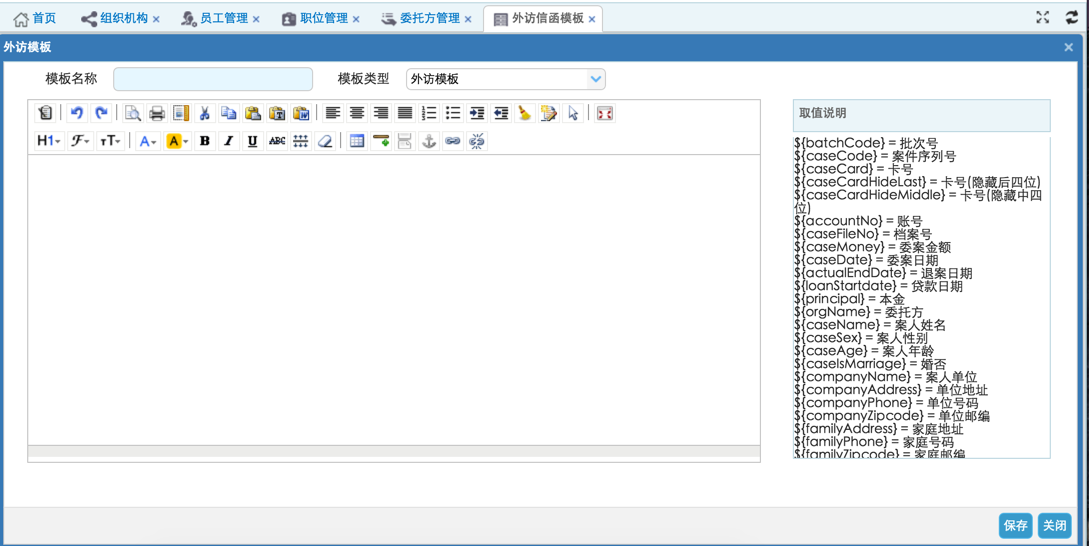 首页 组织机构 员工管理 职位管理 委托方管理 外访信函模板
外访模板
模板名称 模板类型 外访模板
取值说明
H1 F TT A A B I U ABC
${batchCode} = 批次号
${caseCode} = 案件序列号
${caseCard} = 卡号
${caseCardHideLast} = 卡号(隐藏后四位)
${caseCardHideMiddle} = 卡号(隐藏中四
位)
${accountNo} = 账号
${caseFileNo} = 档案号
${caseMoney} = 委案金额
${caseDate} = 委案日期
${actualEndDate} = 退案日期
${loanStartdate} = 贷款日期
${principal} = 本金
${orgName} = 委托方
${caseName} = 案人姓名
${caseSex} = 案人性别
${caseAge} = 案人年龄
${caseIsMarriage} = 婚否
${companyName} = 案人单位
${companyAddress} = 单位地址
${companyPhone} = 单位号码
${companyZipcode} = 单位邮编
${familyAddress} = 家庭地址
${familyPhone} = 家庭号码
${familyZipcode} = 家庭邮编
保存 关闭